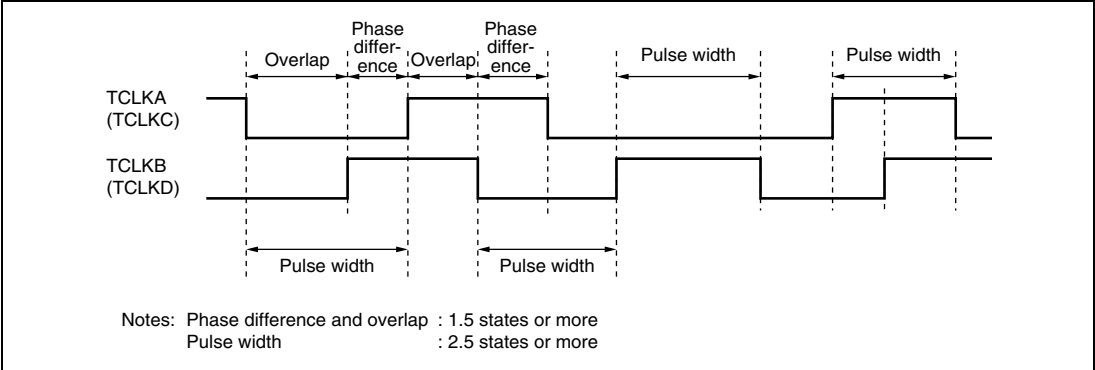 Phase
differ-
ence
Phase
differ-
ence
Overlap
Overlap
Pulse width
Pulse width
TCLKA
(TCLKC)
TCLKB
(TCLKD)
Pulse width
Pulse width
Notes: Phase difference and overlap : 1.5 states or more
Pulse width : 2.5 states or more